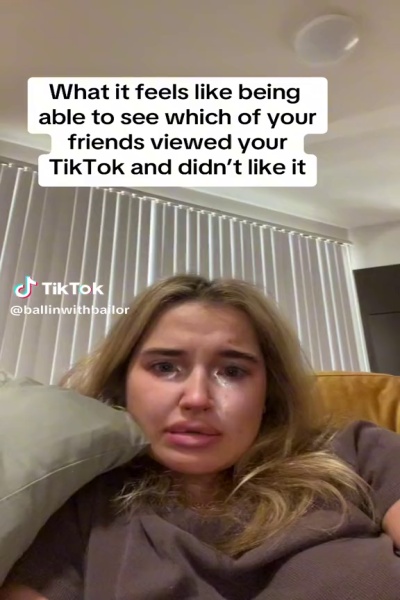 What it feels like being
able to see which of your
friends viewed your
TikTok and didn't like it
TikTok
@ballinwithbailor